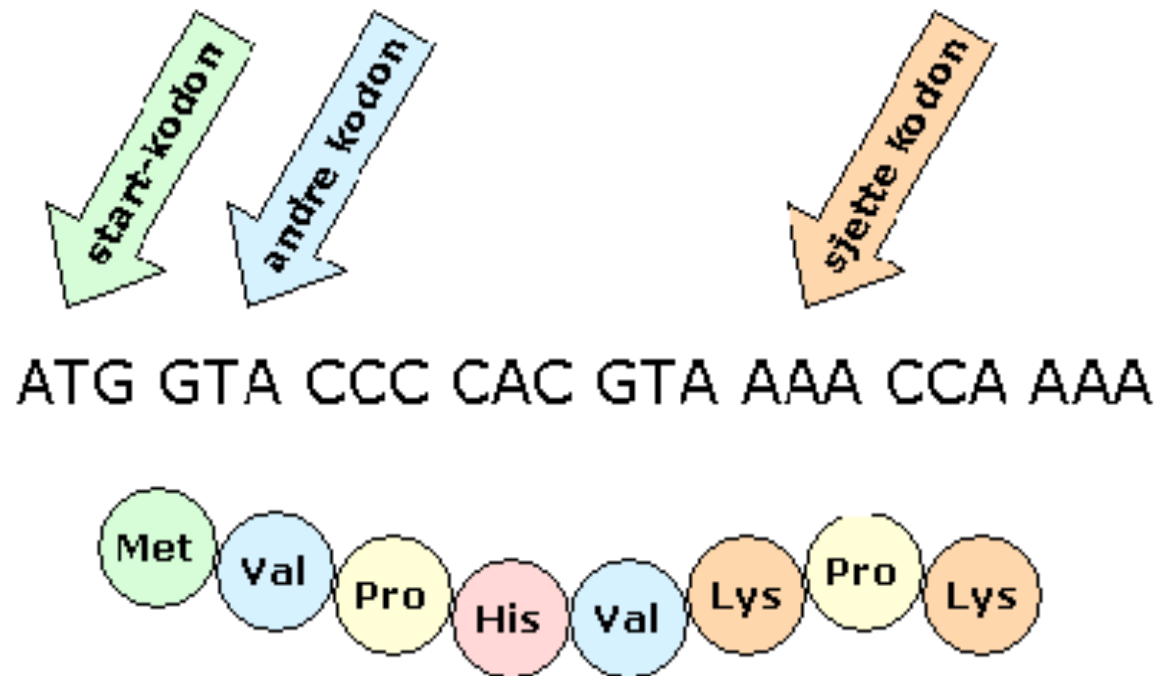 start-kodon
andre kodon
sjette kodon
ATG GTA CCC CAC GTA AAA CCA AAA
Met Val Pro His Val Lys Pro Lys